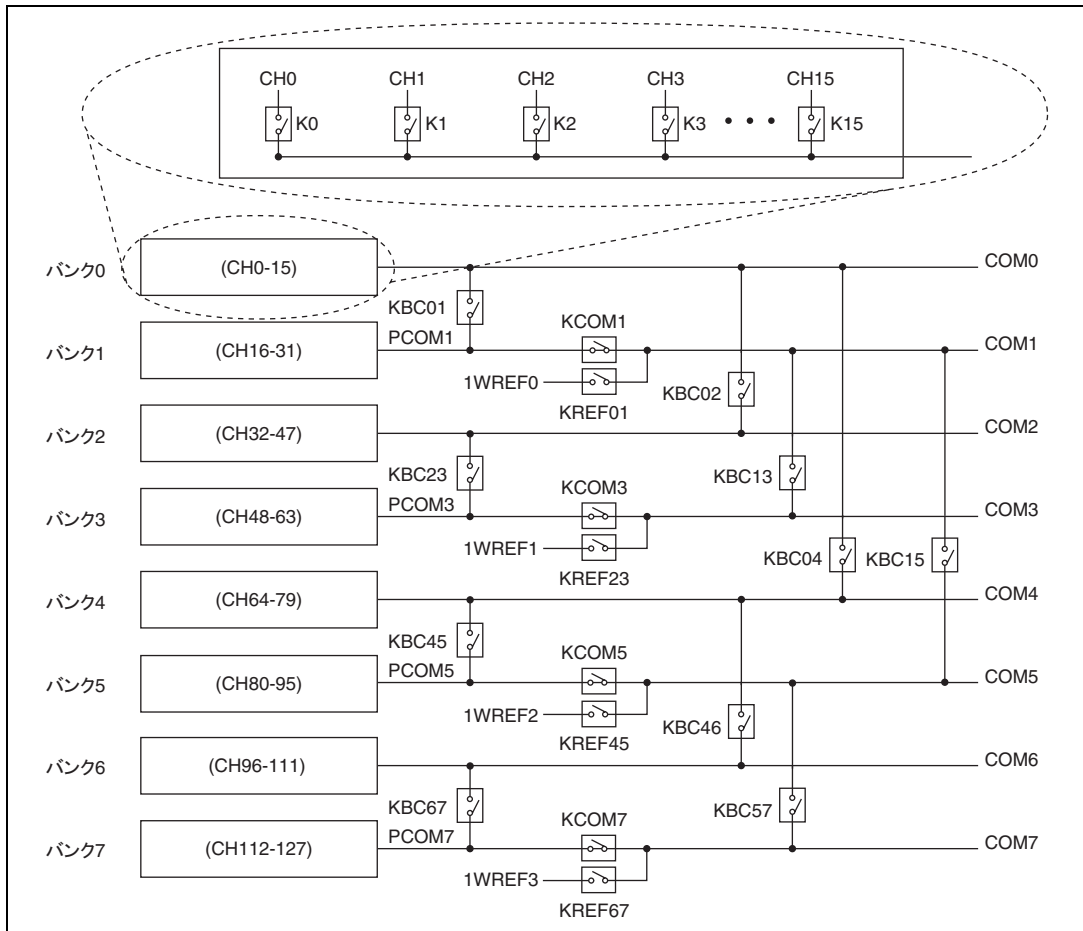 CH0 CH1 CH2 CH3 CH15
K0 K1 K2 K3 • • • K15
バンク0 (CH0-15) COM0
KBC01
バンク1 (CH16-31) PCOM1 KCOM1 COM1
1WREF0
KREF01
KBC02
バンク2 (CH32-47) COM2
KBC23
KBC13
バンク3 (CH48-63) PCOM3 KCOM3 COM3
1WREF1
KREF23
KBC04 KBC15
バンク4 (CH64-79) COM4
KBC45
バンク5 (CH80-95) PCOM5 KCOM5 COM5
1WREF2
KREF45
KBC46
バンク6 (CH96-111) COM6
KBC67
KBC57
バンク7 (CH112-127) PCOM7 KCOM7 COM7
1WREF3
KREF67